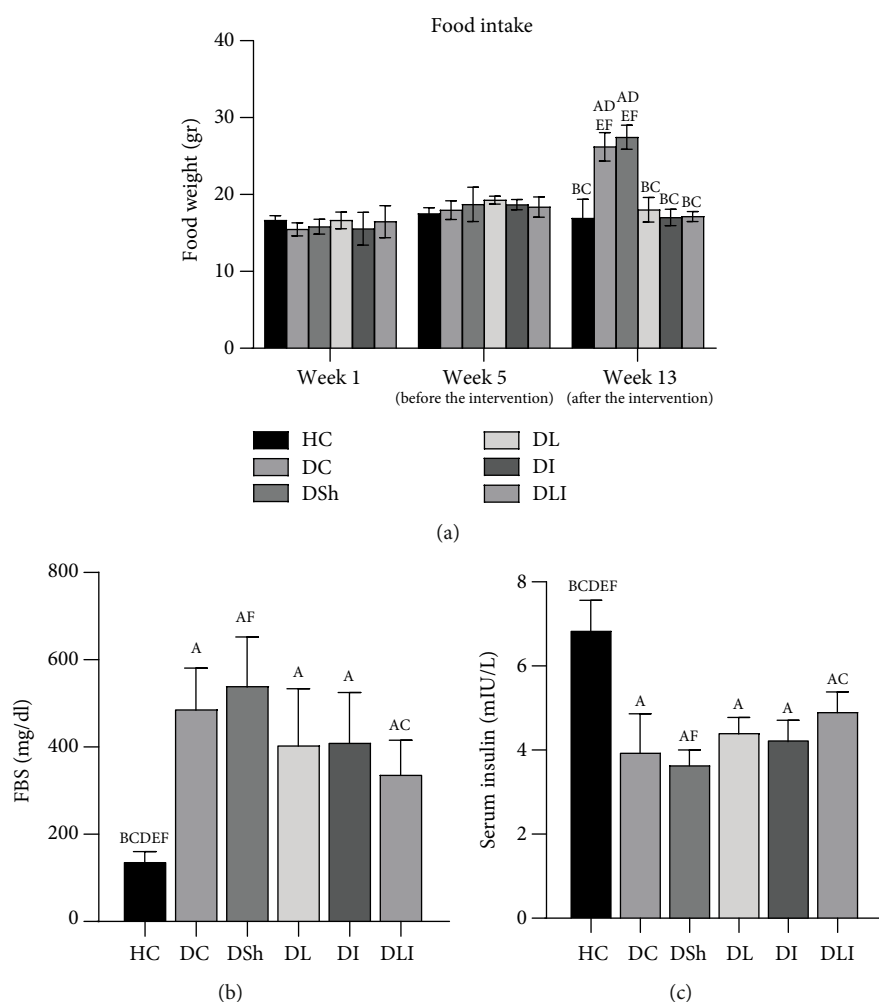 Food intake
Food weight (gr)
40
30
20
10
0
BC
AD
EF
AD
EF
BC
BC
BC
Week 1
Week 5
(before the intervention)
Week 13
(after the intervention)
HC
DC
DSh
DL
DI
DLI
(a)
FBS (mg/dl)
800
600
400
200
0
BCDEF
A
AF
A
A
AC
HC DC DSh DL DI DLI
(b)
Serum insulin (mIU/L)
8
6
4
2
0
BCDEF
A
AF
A
A
AC
HC DC DSh DL DI DLI
(c)